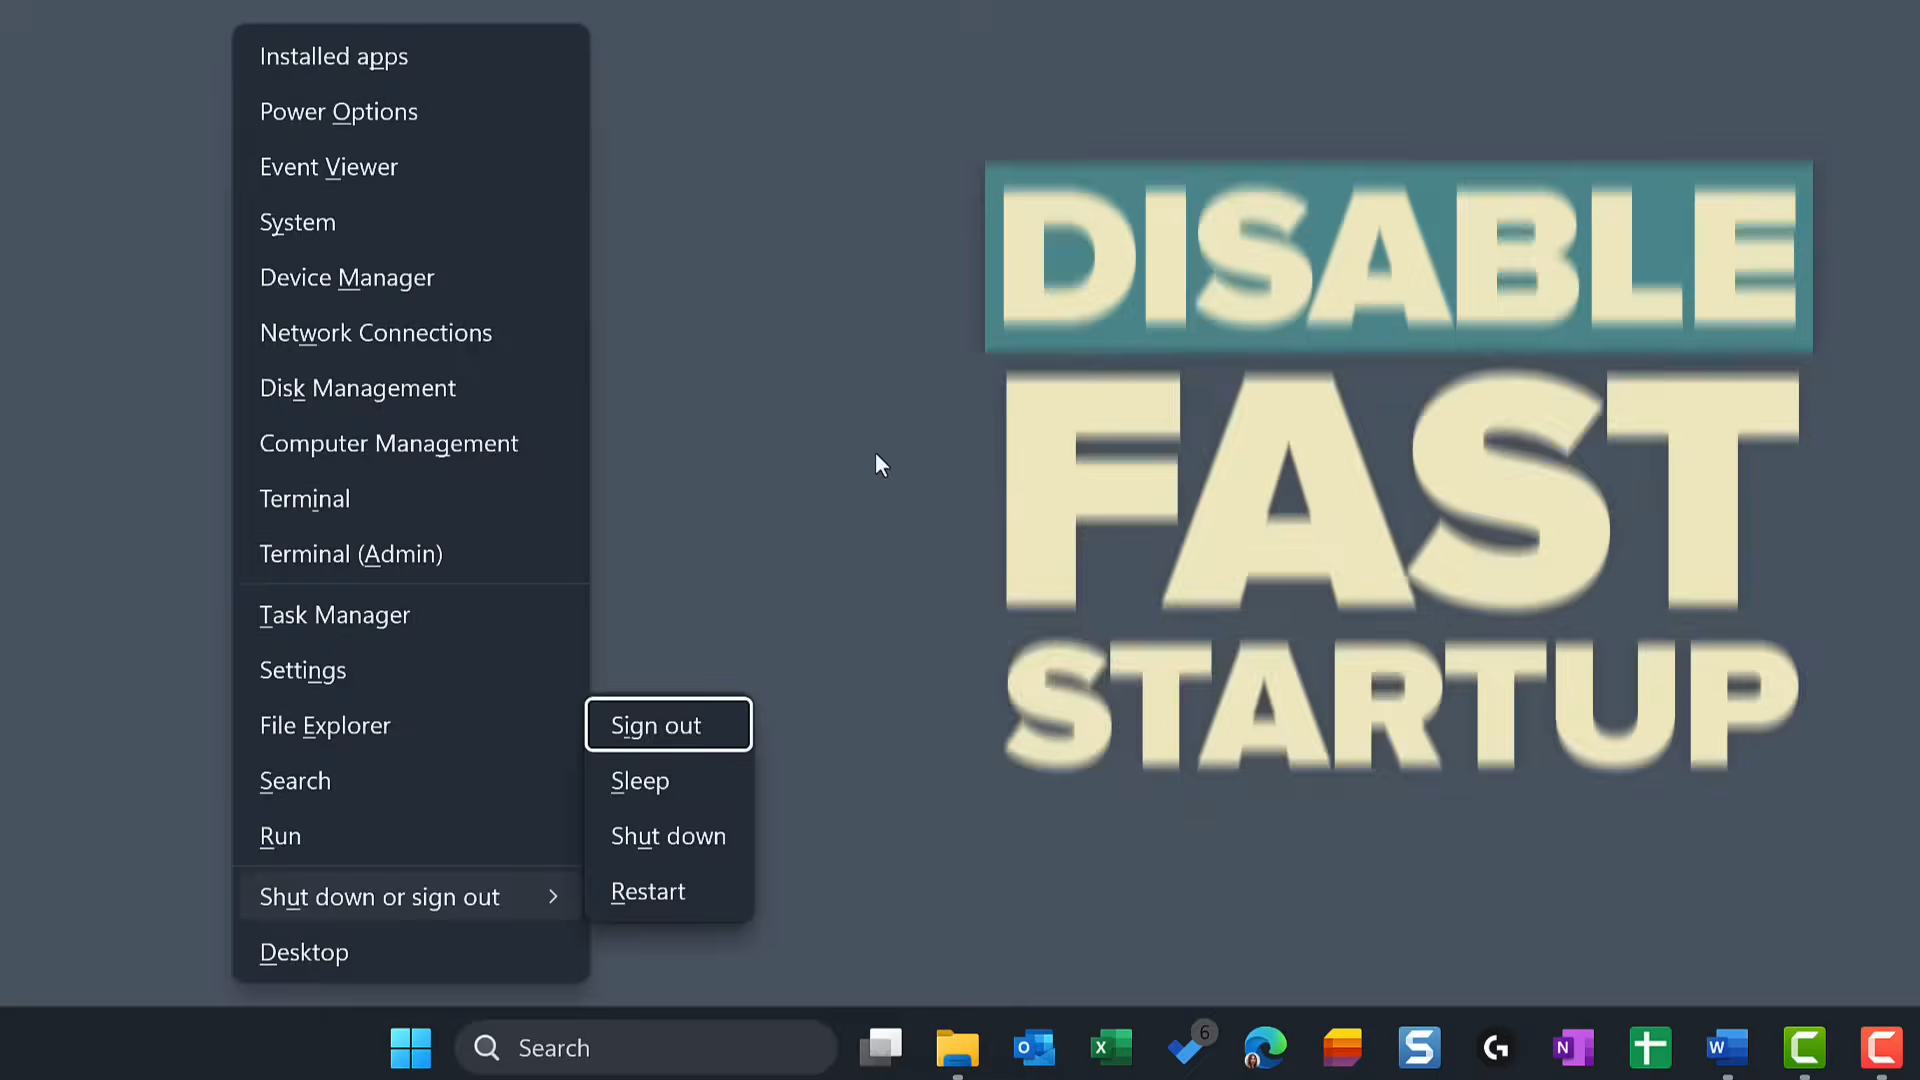 Installed apps
Power Options
Event Viewer
System
Device Manager
Network Connections
Disk Management
Computer Management
Terminal
Terminal (Admin)
Task Manager
Settings
File Explorer
Search
Run
Shut down or sign out
Desktop
Sign out
Sleep
Shut down
Restart
DISABLE
FAST
STARTUP
Search
O
X
6
S
G
N
W
C
C